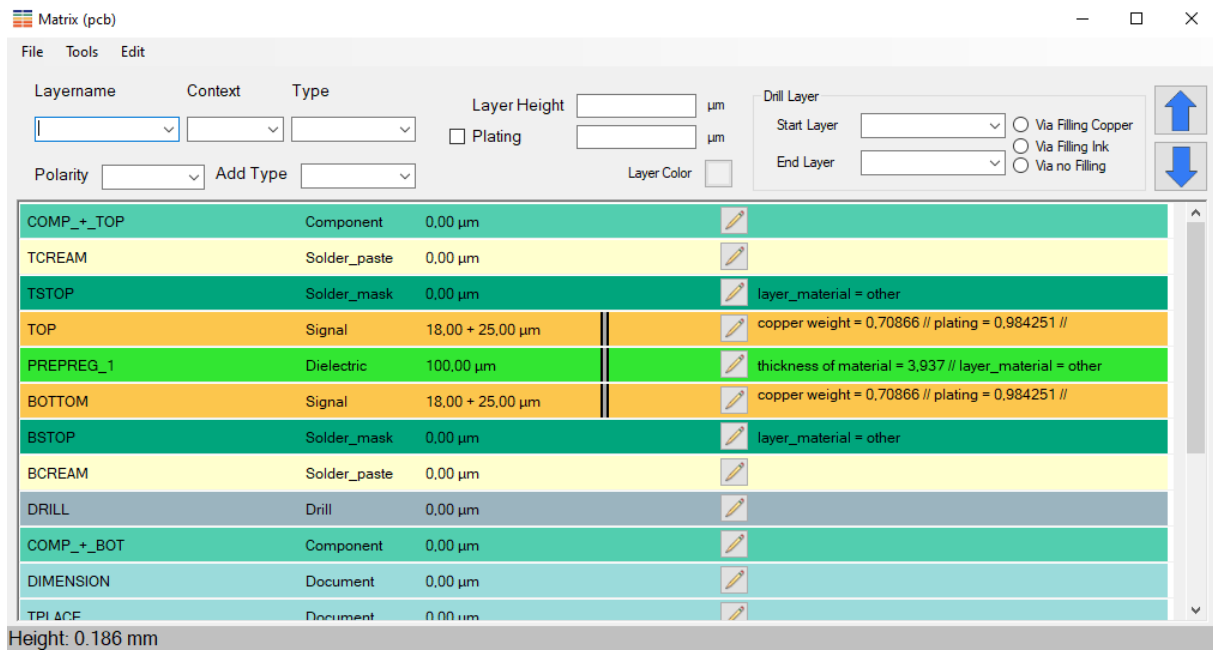 Matrix (pcb)
File Tools Edit
Layername Context Type
Layer Height µm
Plating µm
Polarity Add Type
Layer Color
Drill Layer
Start Layer
End Layer
Via Filling Copper
Via Filling Ink
Via no Filling
COMP_+_TOP Component 0,00 µm
TCREAM Solder_paste 0,00 µm
TSTOP Solder_mask 0,00 µm layer_material = other
TOP Signal 18,00 + 25,00 µm copper weight = 0,70866 // plating = 0,984251 //
PREPREG_1 Dielectric 100,00 µm thickness of material = 3,937 // layer_material = other
BOTTOM Signal 18,00 + 25,00 µm copper weight = 0,70866 // plating = 0,984251 //
BSTOP Solder_mask 0,00 µm layer_material = other
BCREAM Solder_paste 0,00 µm
DRILL Drill 0,00 µm
COMP_+_BOT Component 0,00 µm
DIMENSION Document 0,00 µm
TPLACE Document 0,00 µm
Height: 0.186 mm